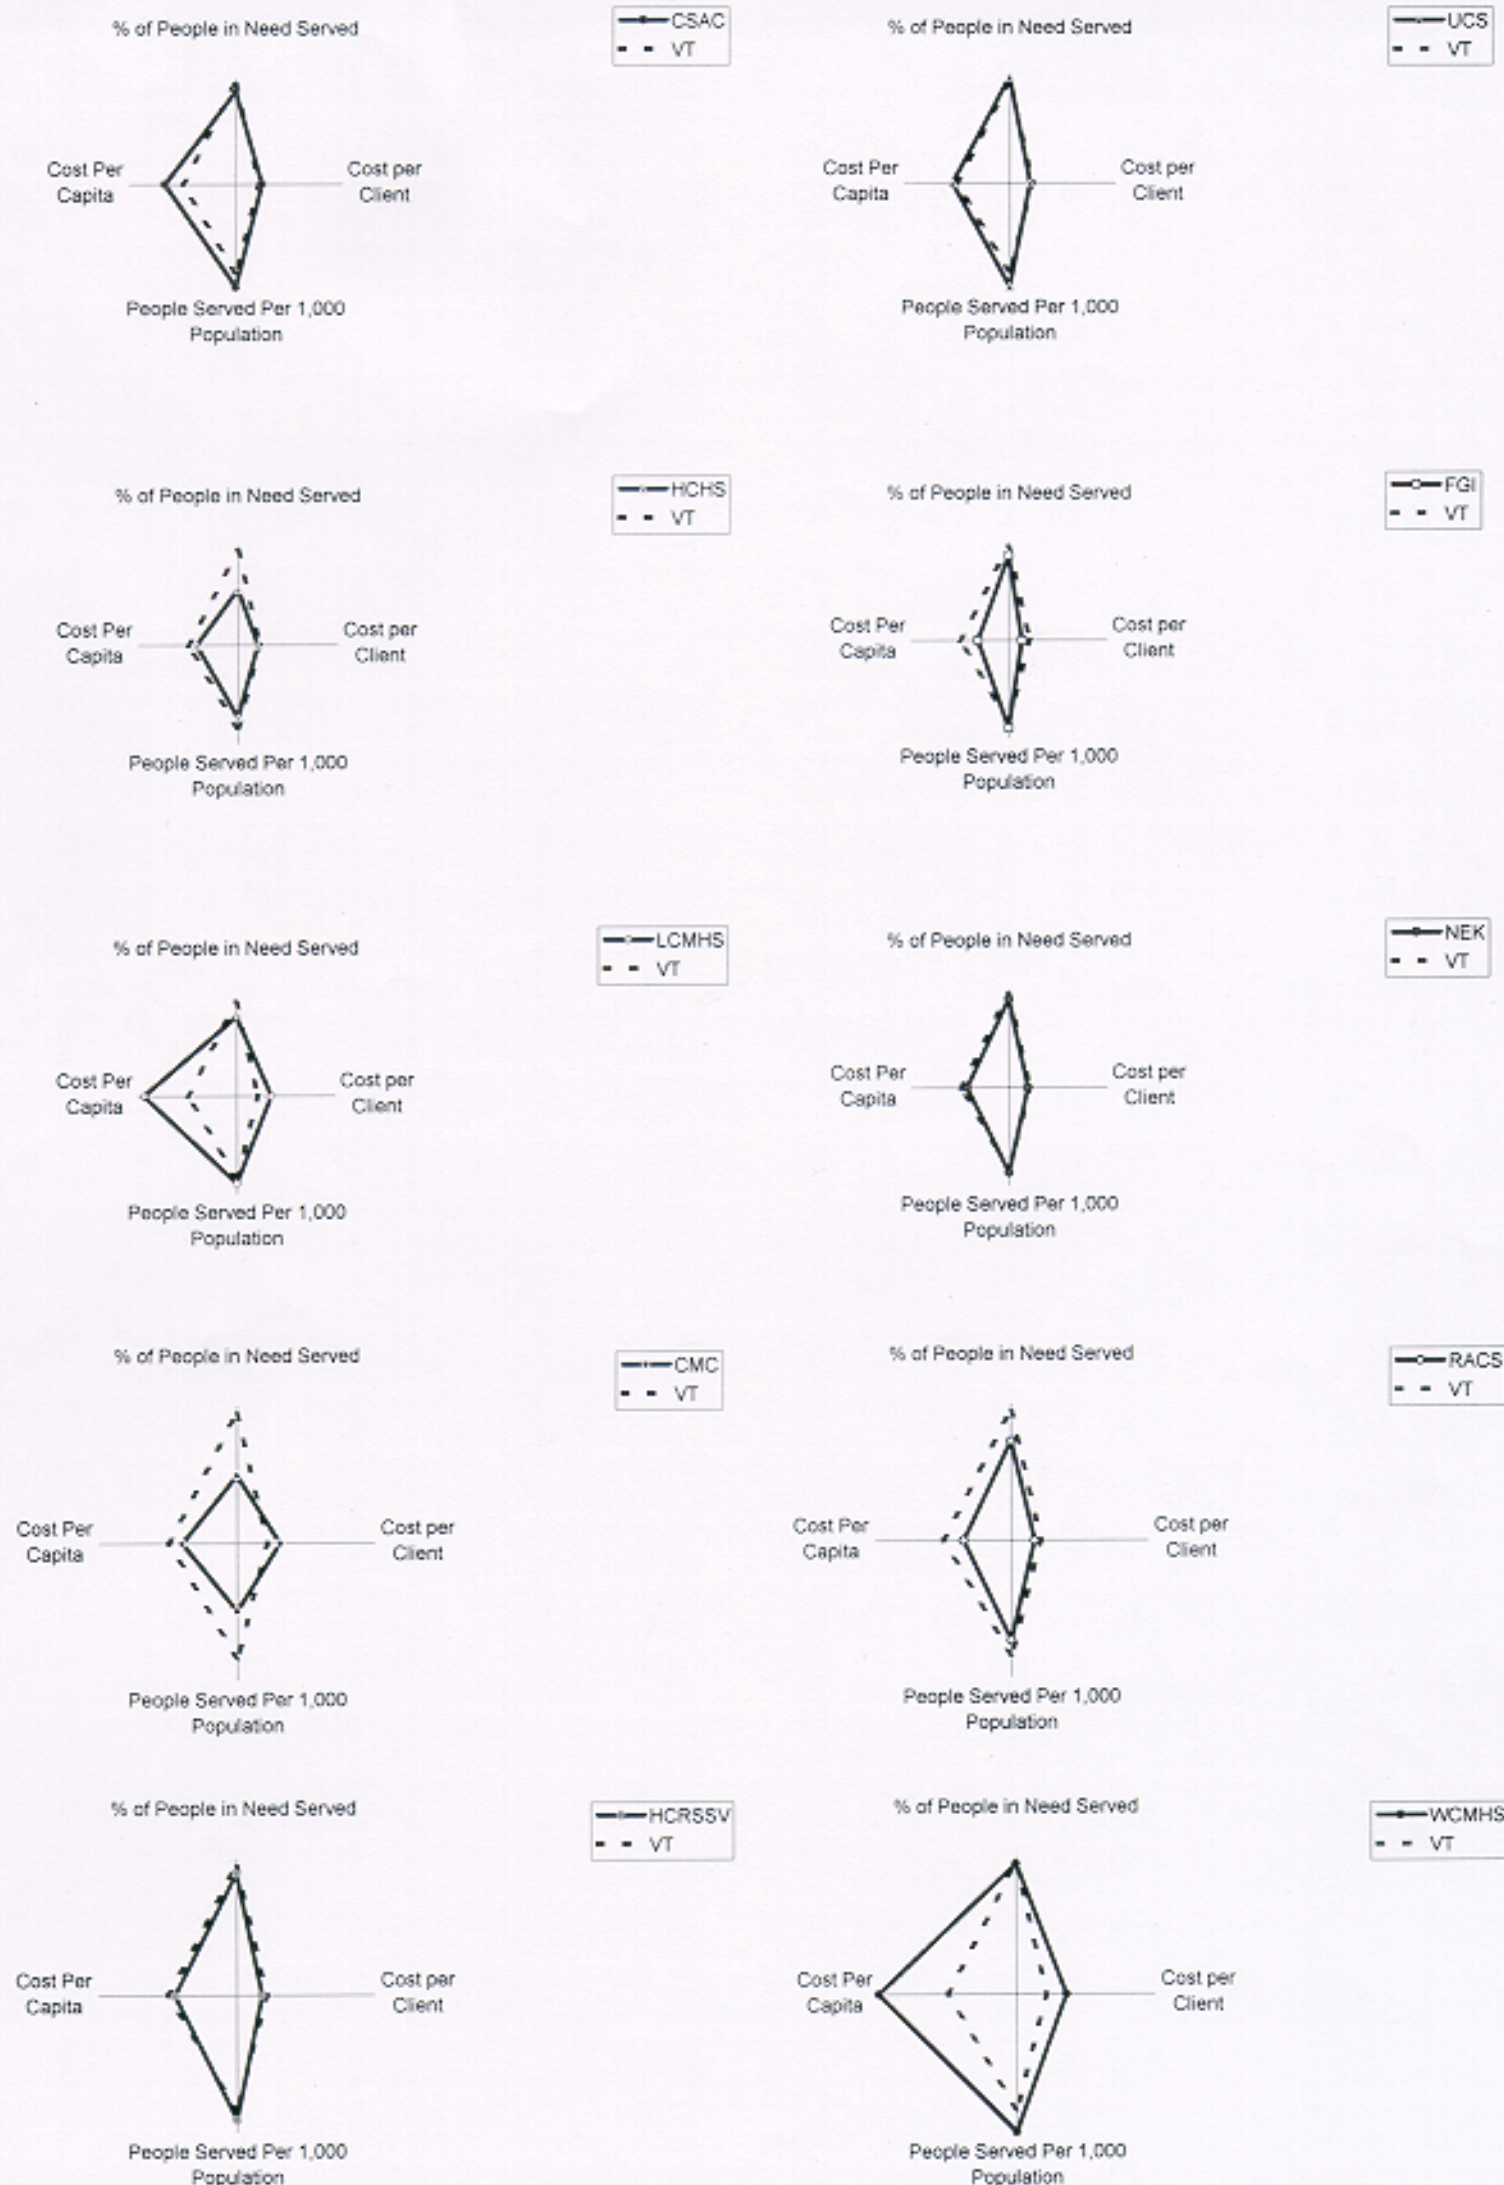 % of People in Need Served
CSAC
VT
Cost Per
Capita
Cost per
Client
People Served Per 1,000
Population
% of People in Need Served
UCS
VT
Cost Per
Capita
Cost per
Client
People Served Per 1,000
Population
% of People in Need Served
HCHS
VT
Cost Per
Capita
Cost per
Client
People Served Per 1,000
Population
% of People in Need Served
FGI
VT
Cost Per
Capita
Cost per
Client
People Served Per 1,000
Population
% of People in Need Served
LCMHS
VT
Cost Per
Capita
Cost per
Client
People Served Per 1,000
Population
% of People in Need Served
NEK
VT
Cost Per
Capita
Cost per
Client
People Served Per 1,000
Population
% of People in Need Served
CMC
VT
Cost Per
Capita
Cost per
Client
People Served Per 1,000
Population
% of People in Need Served
RACS
VT
Cost Per
Capita
Cost per
Client
People Served Per 1,000
Population
% of People in Need Served
HCRSSV
VT
Cost Per
Capita
Cost per
Client
People Served Per 1,000
Population
% of People in Need Served
WCMHS
VT
Cost Per
Capita
Cost per
Client
People Served Per 1,000
Population